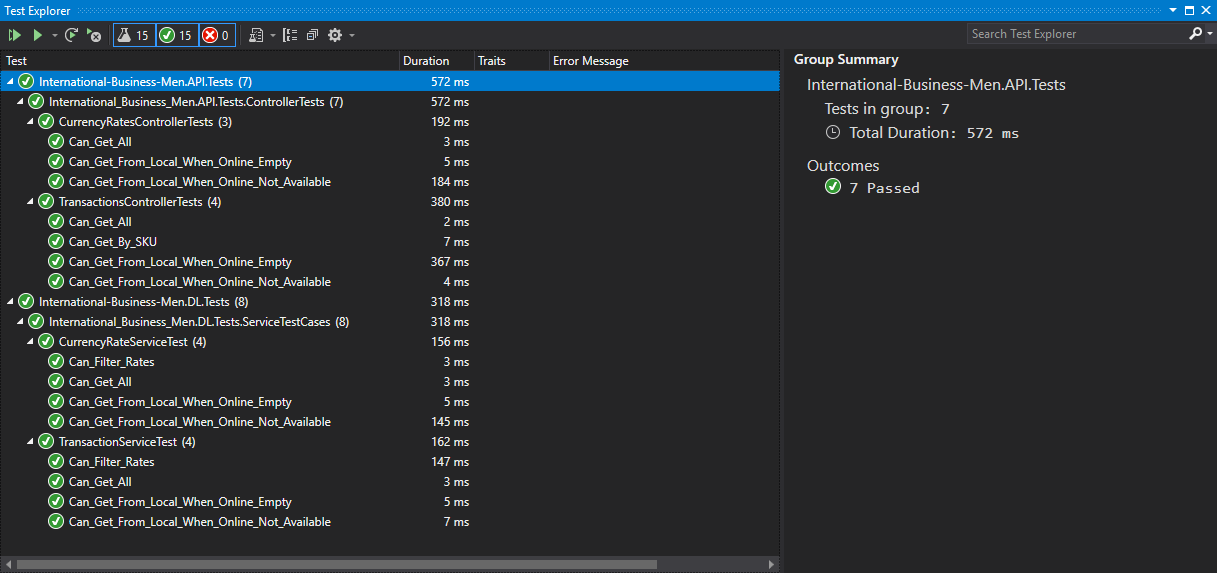 Test Explorer
15 15 0
Search Test Explorer
Test Duration Traits Error Message
International-Business-Men.API.Tests (7) 572 ms
International_Business_Men.API.Tests.ControllerTests (7) 572 ms
CurrencyRatesControllerTests (3) 192 ms
Can_Get_All 3 ms
Can_Get_From_Local_When_Online_Empty 5 ms
Can_Get_From_Local_When_Online_Not_Available 184 ms
TransactionsControllerTests (4) 380 ms
Can_Get_All 2 ms
Can_Get_By_SKU 7 ms
Can_Get_From_Local_When_Online_Empty 367 ms
Can_Get_From_Local_When_Online_Not_Available 4 ms
International-Business-Men.DL.Tests (8) 318 ms
International_Business_Men.DL.Tests.ServiceTestCases (8) 318 ms
CurrencyRateServiceTest (4) 156 ms
Can_Filter_Rates 3 ms
Can_Get_All 3 ms
Can_Get_From_Local_When_Online_Empty 5 ms
Can_Get_From_Local_When_Online_Not_Available 145 ms
TransactionServiceTest (4) 162 ms
Can_Filter_Rates 147 ms
Can_Get_All 3 ms
Can_Get_From_Local_When_Online_Empty 5 ms
Can_Get_From_Local_When_Online_Not_Available 7 ms
Group Summary
International-Business-Men.API.Tests
Tests in group: 7
Total Duration: 572 ms
Outcomes
7 Passed